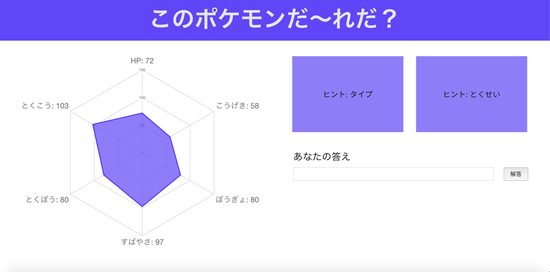 このポケモンだ〜れだ？
HP: 72
とくこう: 103
こうげき: 58
とくぼう: 80
ぼうぎょ: 80
すばやさ: 97
ヒント: タイプ
ヒント: とくせい
あなたの答え
解答